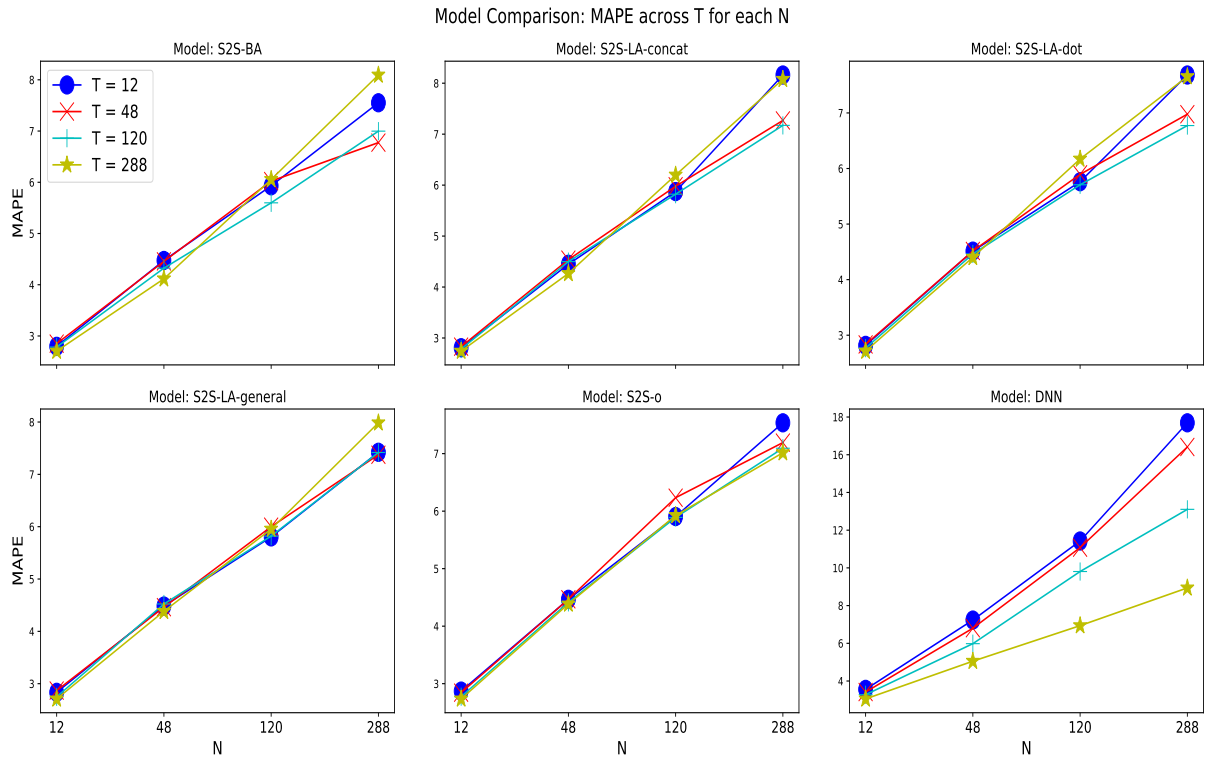 Model Comparison: MAPE across T for each N
Model: S2S-BA
T = 12
T = 48
T = 120
T = 288
MAPE
8
7
6
5
4
3
Model: S2S-LA-concat
8
7
6
5
4
3
Model: S2S-LA-dot
7
6
5
4
3
Model: S2S-LA-general
MAPE
8
7
6
5
4
3
12 48 120 288
N
Model: S2S-o
7
6
5
4
3
12 48 120 288
N
Model: DNN
18
16
14
12
10
8
6
4
12 48 120 288
N